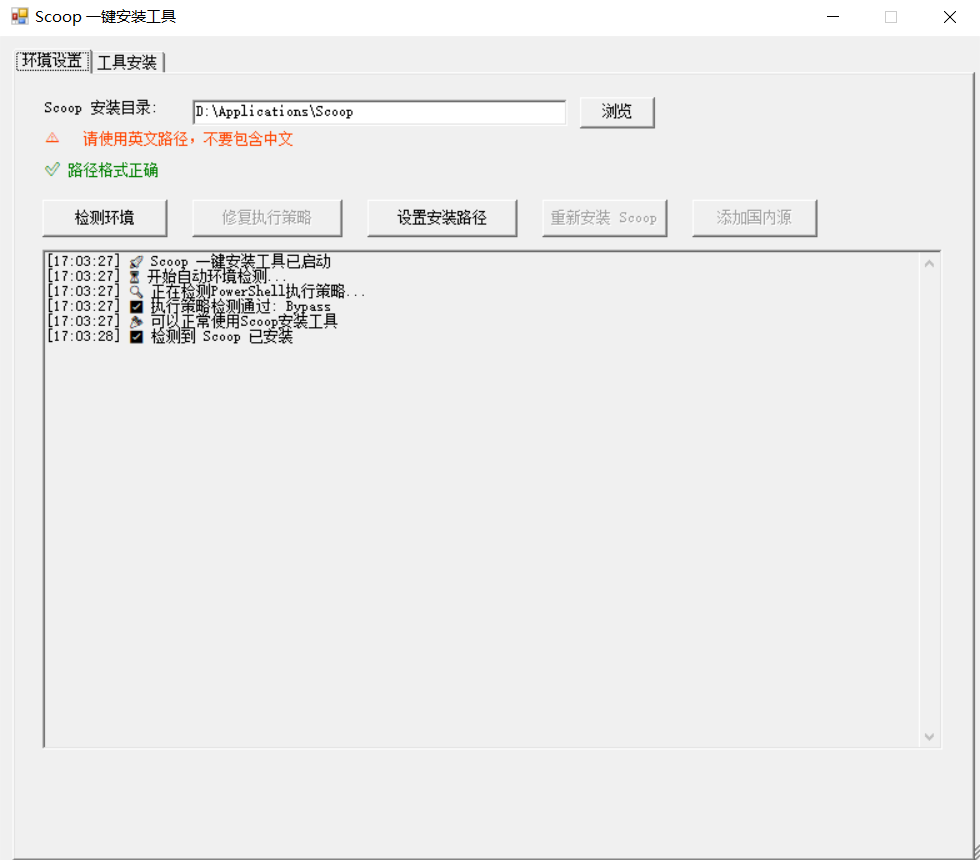 Scoop 一键安装工具
环境设置 工具安装
Scoop 安装目录: D:\Applications\Scoop 浏览
⚠ 请使用英文路径，不要包含中文
✅ 路径格式正确
检测环境 修复执行策略 设置安装路径 重新安装 Scoop 添加国内源
[17:03:27] 🚀 Scoop 一键安装工具已启动
[17:03:27] ⏳ 开始自动环境检测...
[17:03:27] 🔍 正在检测PowerShell执行策略...
[17:03:27] ✅ 执行策略检测通过: Bypass
[17:03:27] 🎉 可以正常使用Scoop安装工具
[17:03:28] ✅ 检测到 Scoop 已安装